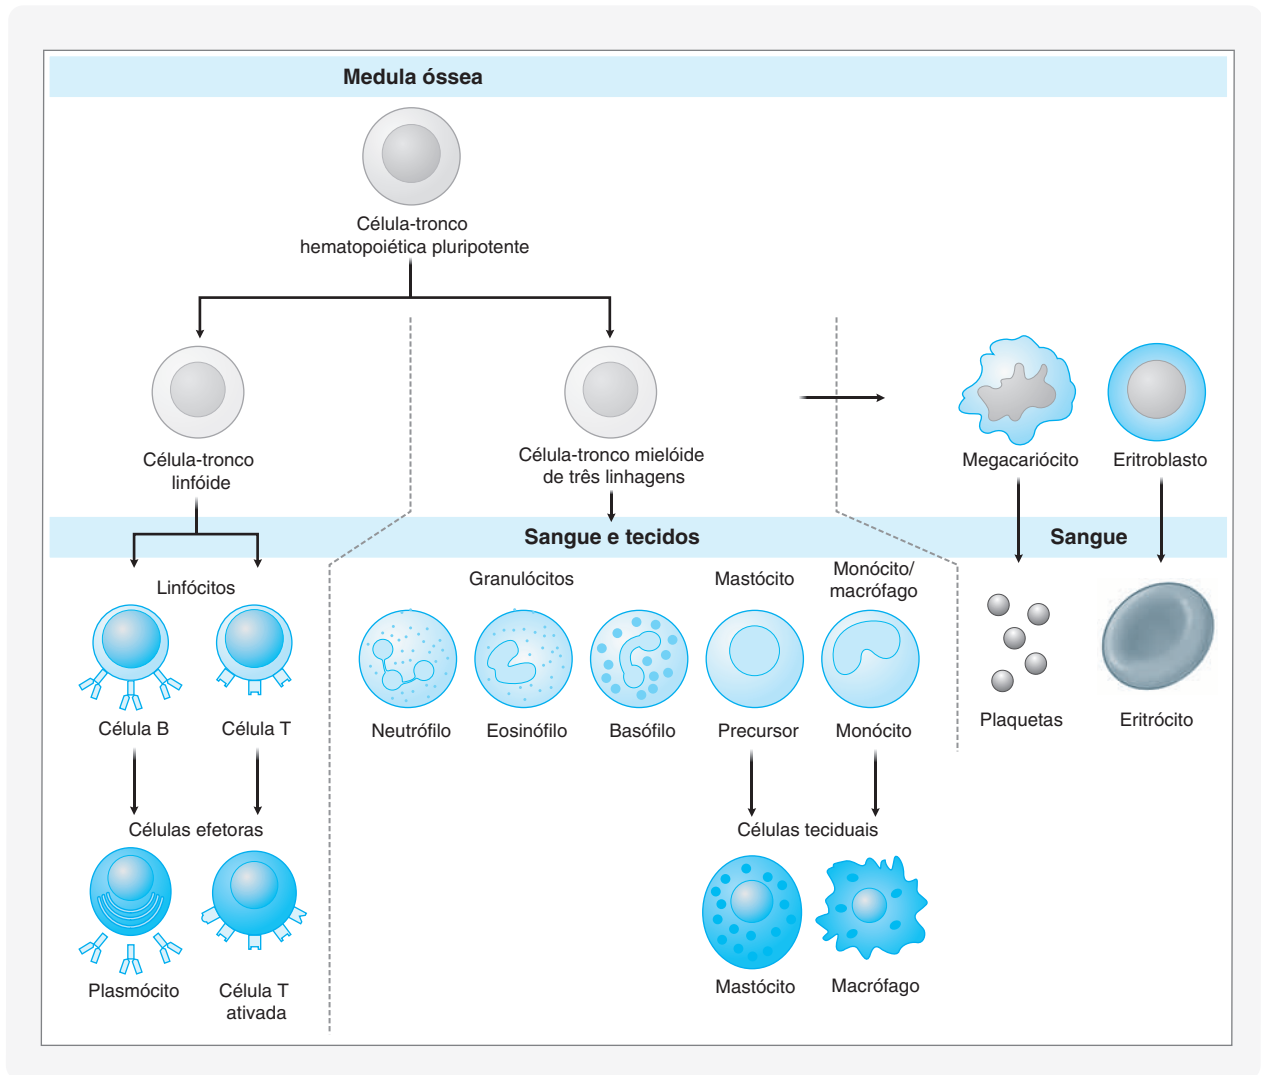 Medula óssea
Célula-tronco
hematopoiética pluripotente
Célula-tronco
linfóide
Célula-tronco mielóide
de três linhagens
Megacariócito
Eritroblasto
Sangue e tecidos
Sangue
Linfócitos
Granulócitos
Mastócito
Monócito/
macrófago
Célula B
Célula T
Neutrófilo
Eosinófilo
Basófilo
Precursor
Monócito
Plaquetas
Eritrócito
Células efetoras
Células teciduais
Plasmócito
Célula T
ativada
Mastócito
Macrófago